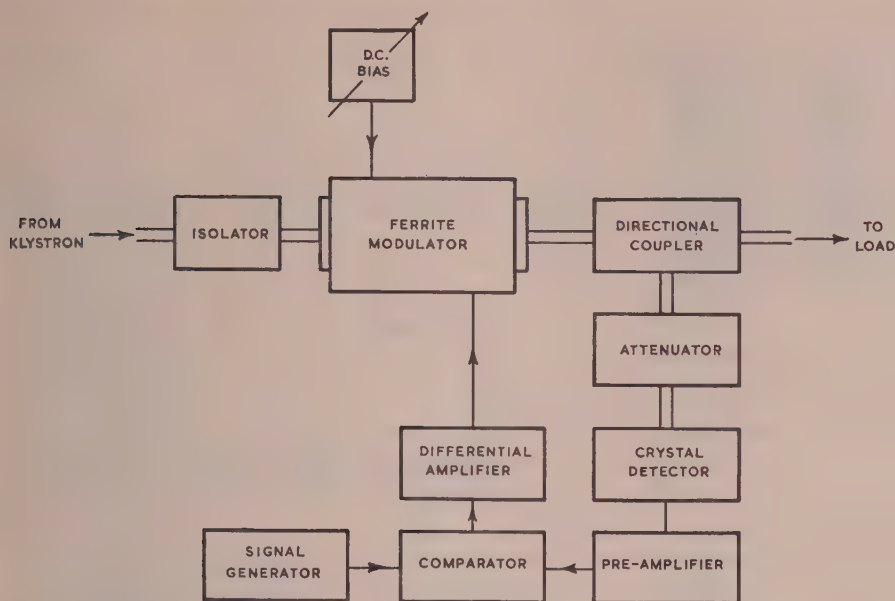 D.C.
BIAS
FROM
KLYSTRON
ISOLATOR
FERRITE
MODULATOR
DIRECTIONAL
COUPLER
TO
LOAD
ATTENUATOR
DIFFERENTIAL
AMPLIFIER
CRYSTAL
DETECTOR
SIGNAL
GENERATOR
COMPARATOR
PRE-AMPLIFIER